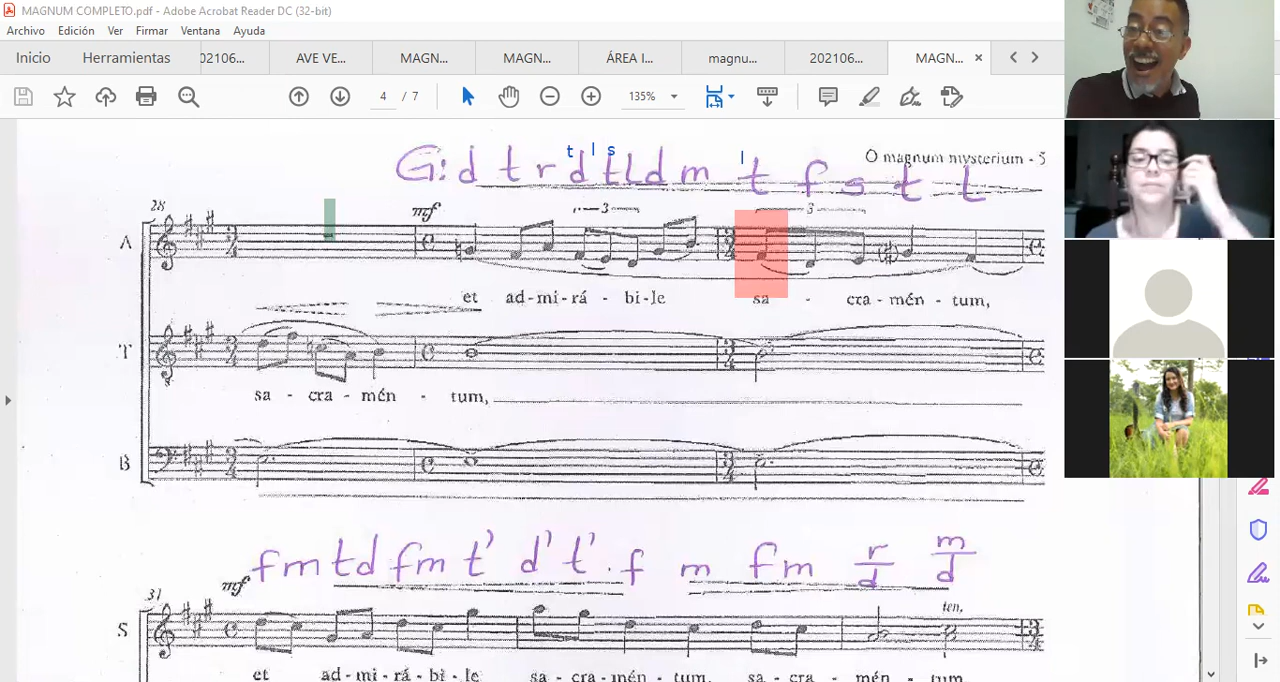 MAGNUM COMPLETO.pdf - Adobe Acrobat Reader DC (32-bit)
Archivo Edición Ver Firmar Ventana Ayuda
Inicio Herramientas 02106... AVE VE... MAGN... MAGN... ÁREA I... magnu... 202106... MAGN... ×
4 / 7 135%
t l s l
G: d t r d t L d m t f s t t
O magnum mysterium - 5
28 mf 3 3
A
et ad - mi - rá - bi - le sa - cra - mén - tum,
T
sa - cra - mén - tum,
B
f m t d f m t' d' t' . f m f m r/d m/d
31 mf ten.
S
et ad - mi - rá - bi - le sa - cra - mén - tum, sa - cra - mén - tum,